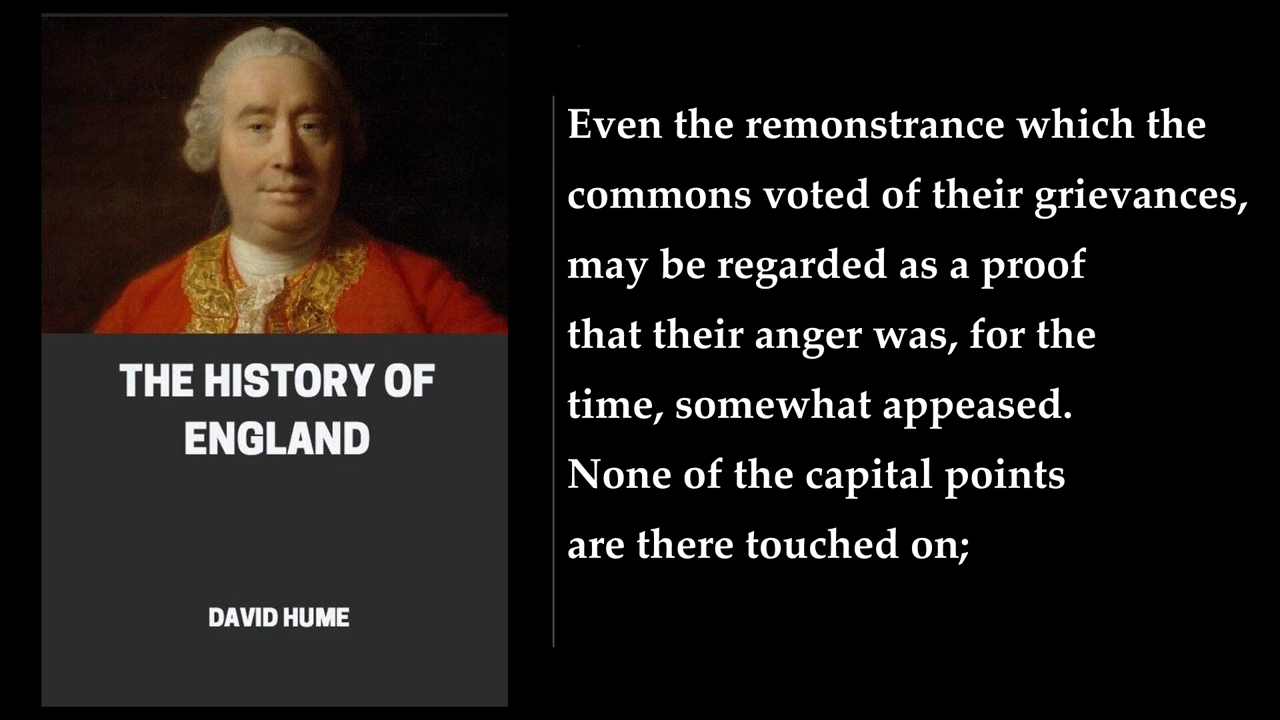 THE HISTORY OF
ENGLAND
DAVID HUME
Even the remonstrance which the
commons voted of their grievances,
may be regarded as a proof
that their anger was, for the
time, somewhat appeased.
None of the capital points
are there touched on;